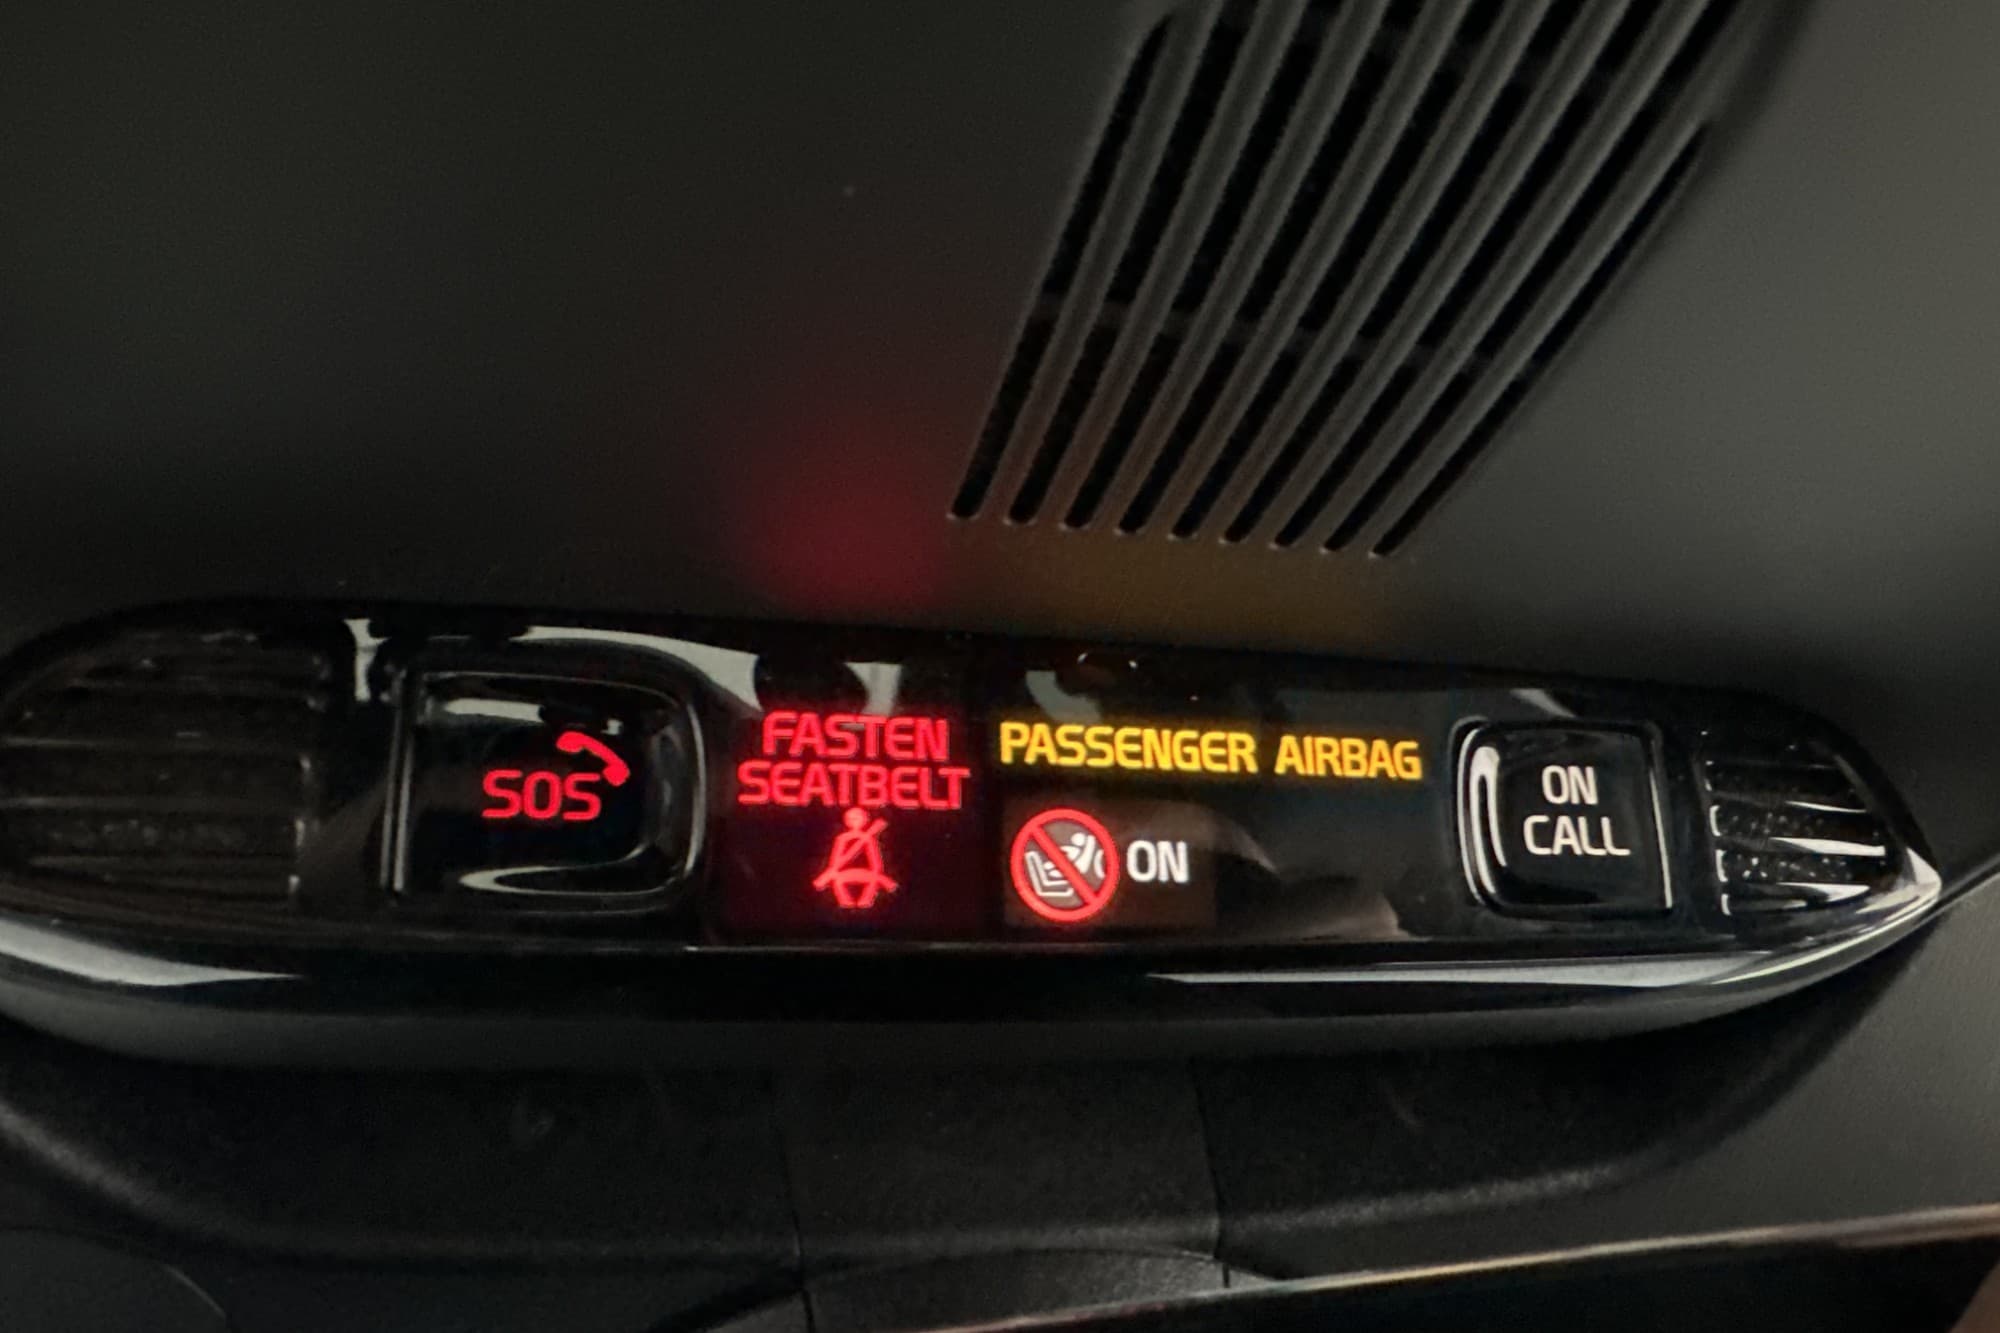 SOS
FASTEN
SEATBELT
PASSENGER AIRBAG
ON
ON
CALL